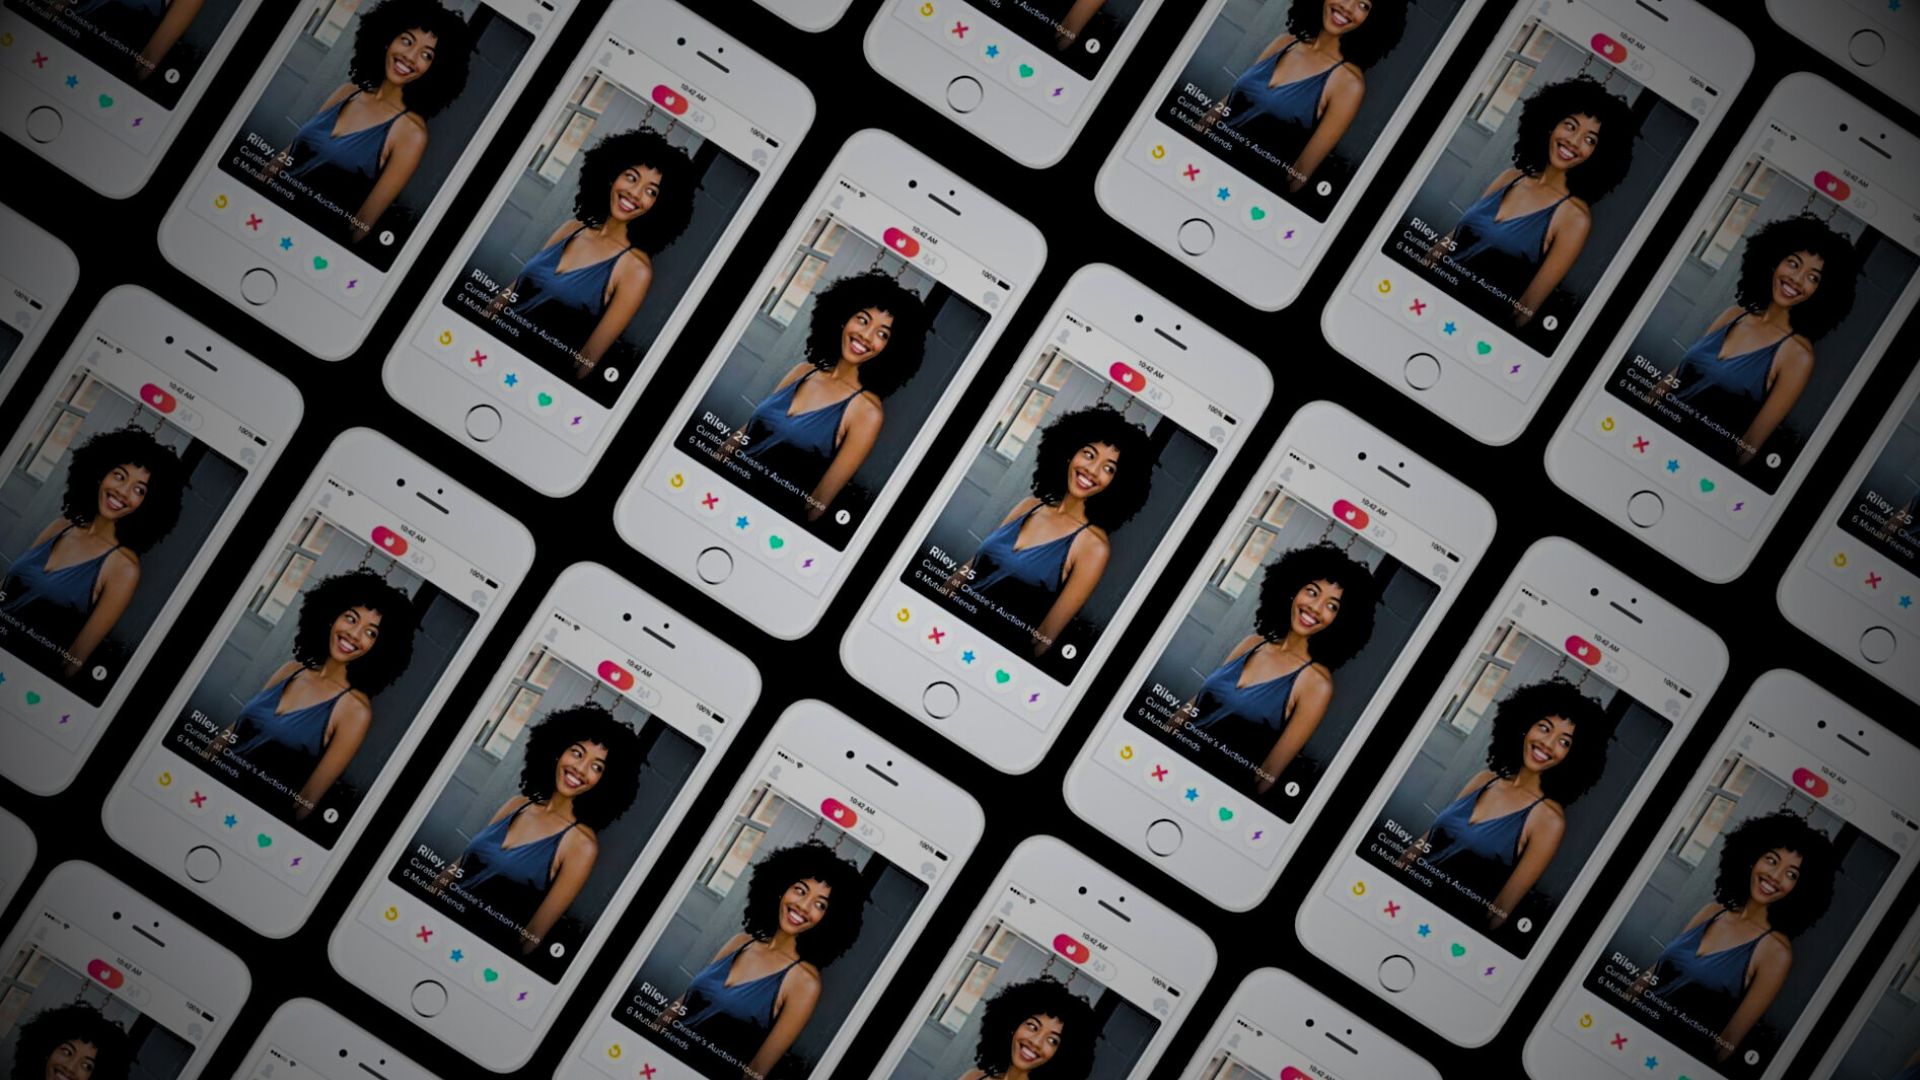 10:42 AM
100%
Riley, 25
Curator at Christie's Auction House
6 Mutual Friends